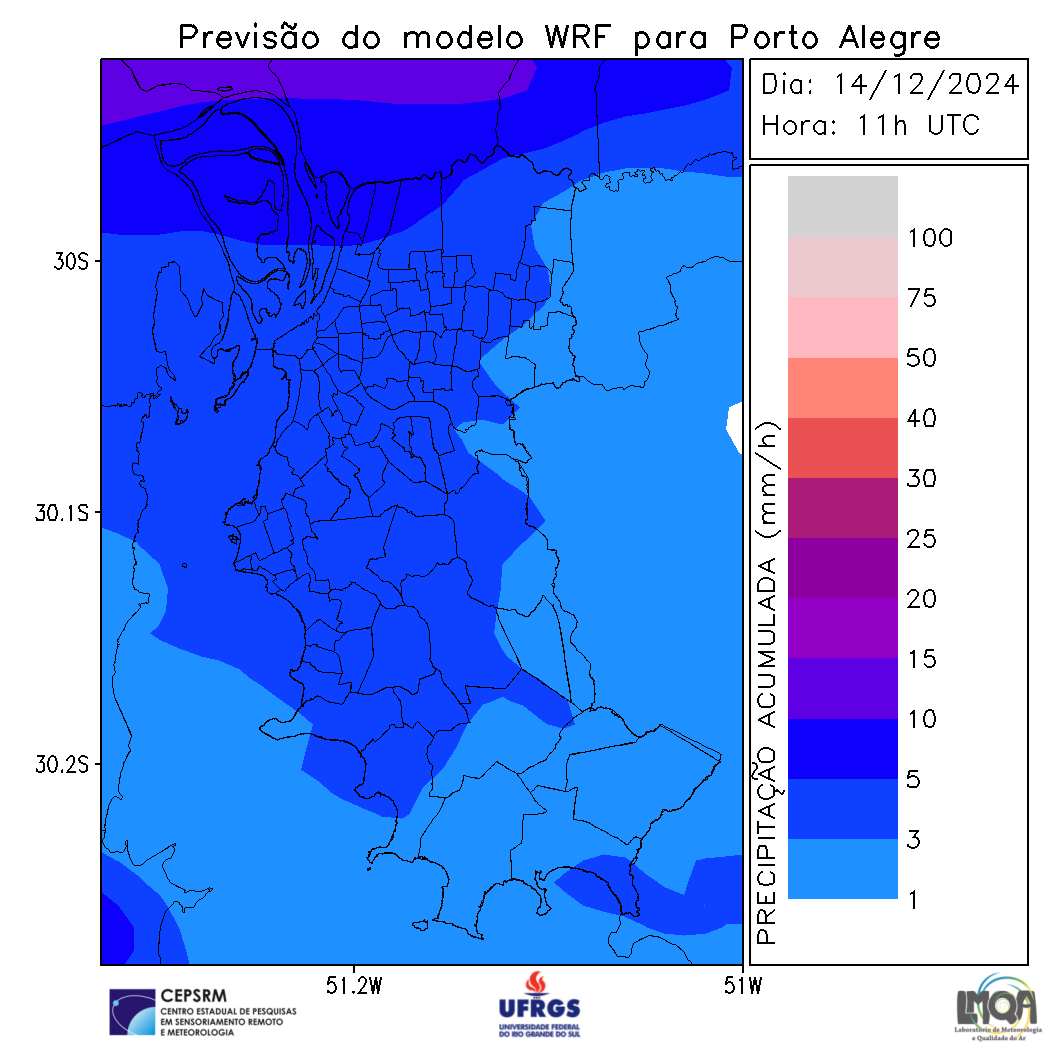 Previsão do modelo WRF para Porto Alegre
Dia: 14/12/2024
Hora: 11h UTC
100
75
50
40
30
25
20
15
10
5
3
1
PRECIPITAÇÃO ACUMULADA (mm/h)
30S
30.1S
30.2S
51.2W
51W
CEPSRM
CENTRO ESTADUAL DE PESQUISAS
EM SENSORIAMENTO REMOTO
E METEOROLOGIA
UFRGS
UNIVERSIDADE FEDERAL
DO RIO GRANDE DO SUL
LMQA
Laboratório de Meteorologia
e Qualidade do Ar